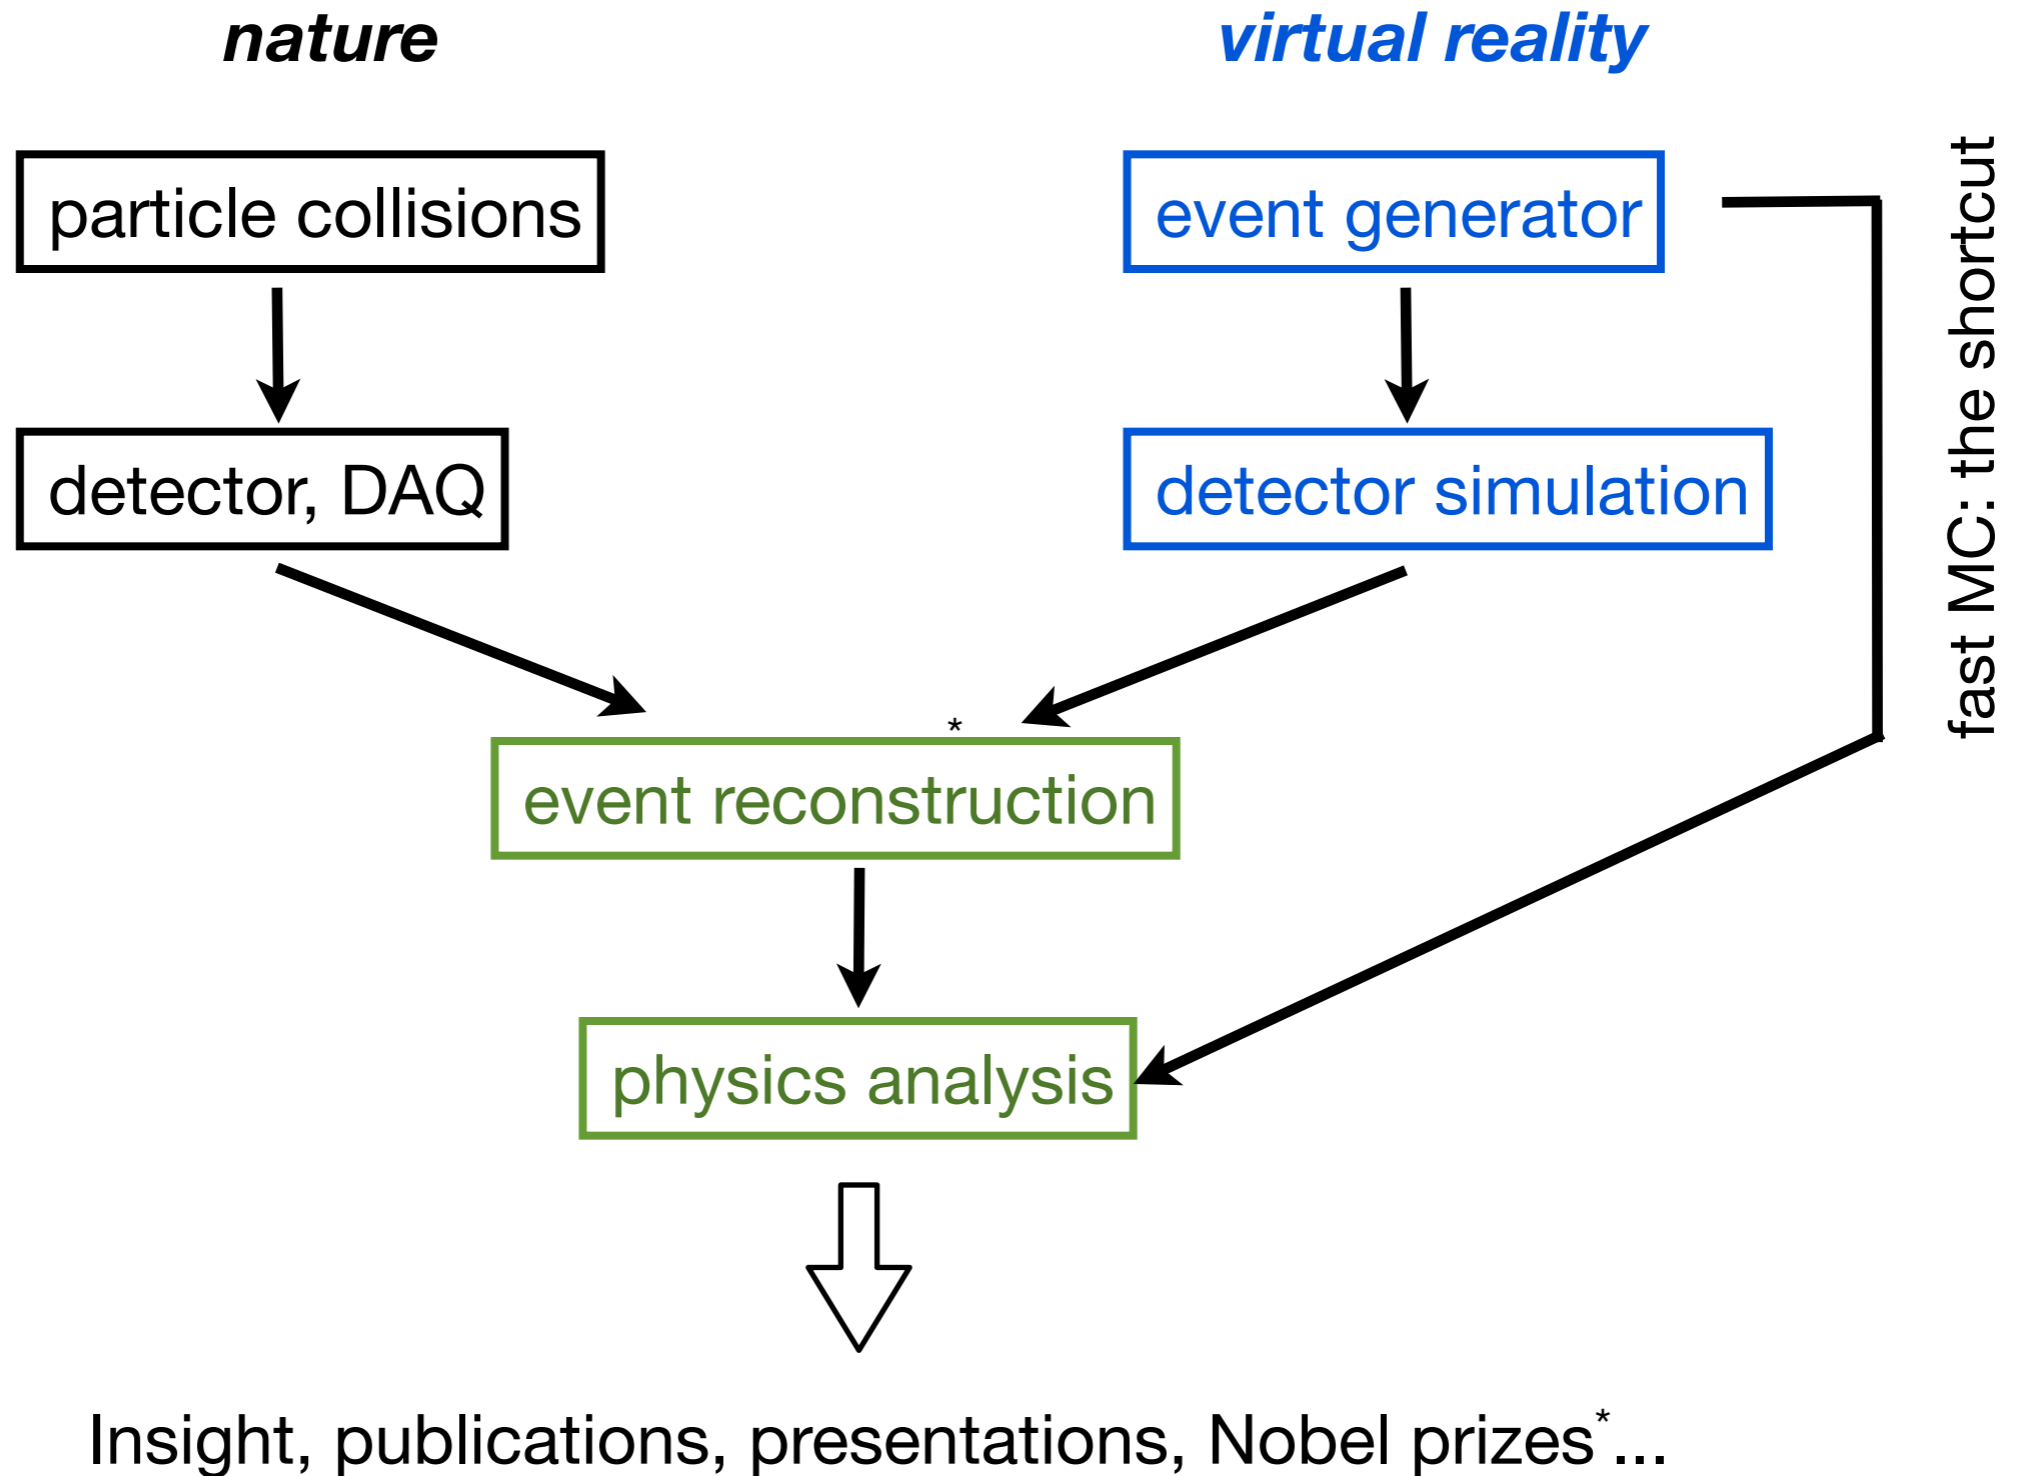 nature
virtual reality
particle collisions
event generator
fast MC: the shortcut
detector, DAQ
detector simulation
*
event reconstruction
physics analysis
Insight, publications, presentations, Nobel prizes*...